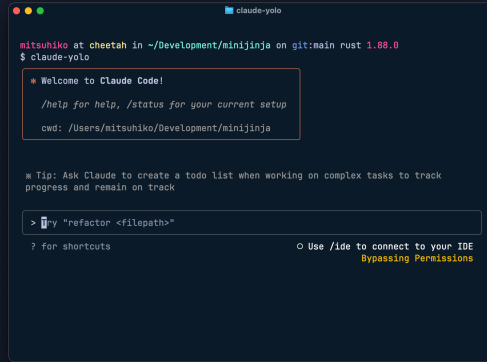 claude-yolo
mitsuhiko at cheetah in ~/Development/minijinja on git:main rust 1.88.0
$ claude-yolo
✻ Welcome to Claude Code!
/help for help, /status for your current setup
cwd: /Users/mitsuhiko/Development/minijinja
※ Tip: Ask Claude to create a todo list when working on complex tasks to track
progress and remain on track
> Try "refactor <filepath>"
? for shortcuts
○ Use /ide to connect to your IDE
Bypassing Permissions